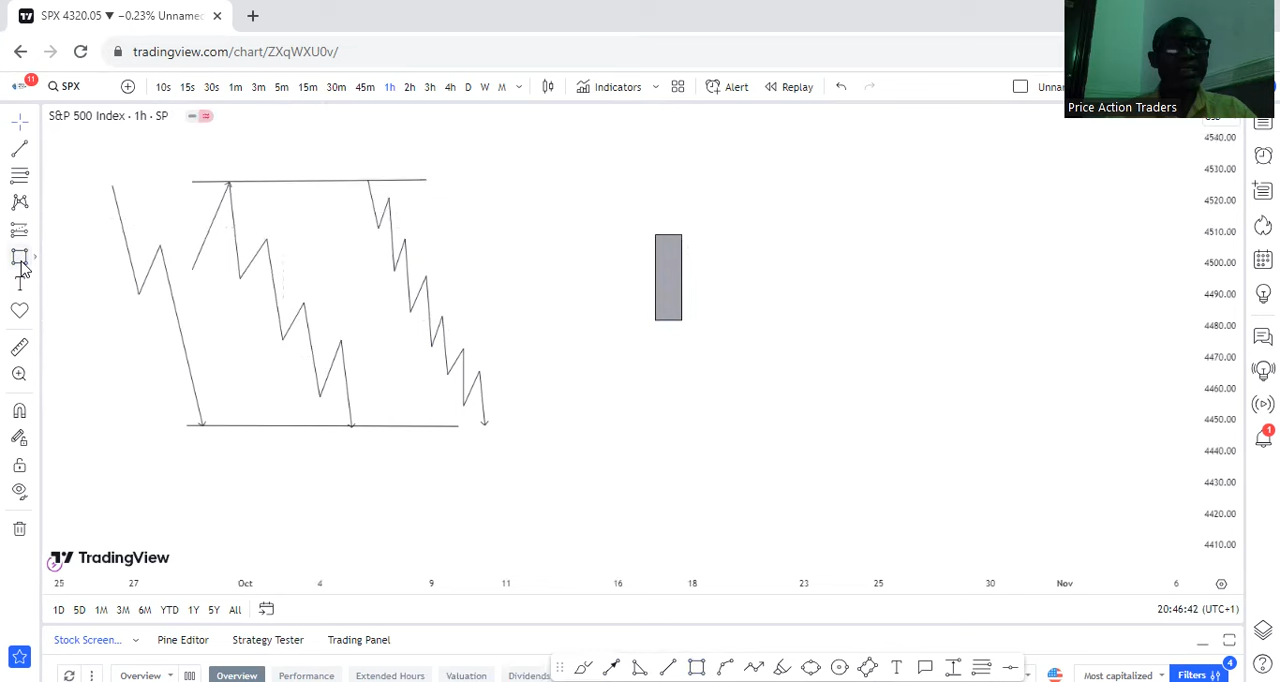 SPX 4320.05 ▼ −0.23% Unname
tradingview.com/chart/ZXqWXU0v/
11
SPX
10s 15s 30s 1m 3m 5m 15m 30m 45m 1h 2h 3h 4h D W M
Indicators
Alert
Replay
Unnar
Price Action Traders
S&P 500 Index · 1h · SP
4540.00
4530.00
4520.00
4510.00
4500.00
4490.00
4480.00
4470.00
4460.00
4450.00
4440.00
4430.00
4420.00
4410.00
1
TradingView
25 27 Oct 4 9 11 16 18 23 25 30 Nov 6
1D 5D 1M 3M 6M YTD 1Y 5Y All
20:46:42 (UTC+1)
Stock Screen... Pine Editor Strategy Tester Trading Panel
Overview Overview Performance Extended Hours Valuation Dividends
Most capitalized
Filters
4